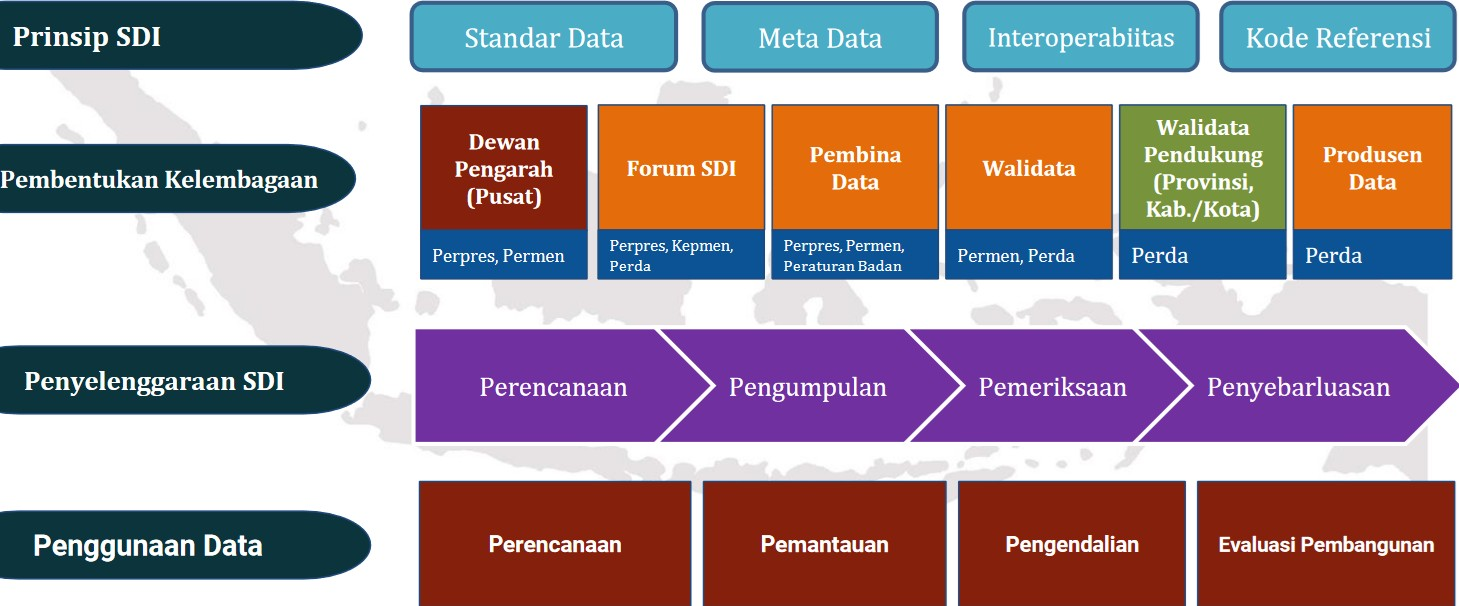 Prinsip SDI
Standar Data
Meta Data
Interoperabiitas
Kode Referensi
Pembentukan Kelembagaan
Dewan
Pengarah
(Pusat)
Perpres, Permen
Forum SDI
Perpres, Kepmen,
Perda
Pembina
Data
Perpres, Permen,
Peraturan Badan
Walidata
Permen, Perda
Walidata
Pendukung
(Provinsi,
Kab./Kota)
Perda
Produsen
Data
Perda
Penyelenggaraan SDI
Perencanaan
Pengumpulan
Pemeriksaan
Penyebarluasan
Penggunaan Data
Perencanaan
Pemantauan
Pengendalian
Evaluasi Pembangunan